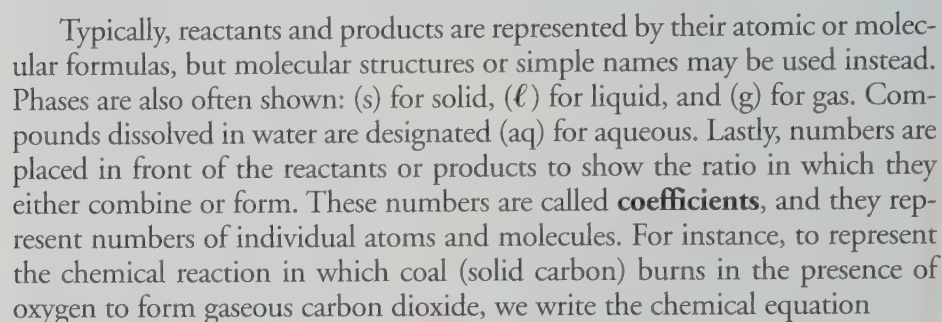 Typically, reactants and products are represented by their atomic or molec-
ular formulas, but molecular structures or simple names may be used instead.
Phases are also often shown: (s) for solid, (ℓ) for liquid, and (g) for gas. Com-
pounds dissolved in water are designated (aq) for aqueous. Lastly, numbers are
placed in front of the reactants or products to show the ratio in which they
either combine or form. These numbers are called coefficients, and they rep-
resent numbers of individual atoms and molecules. For instance, to represent
the chemical reaction in which coal (solid carbon) burns in the presence of
oxygen to form gaseous carbon dioxide, we write the chemical equation